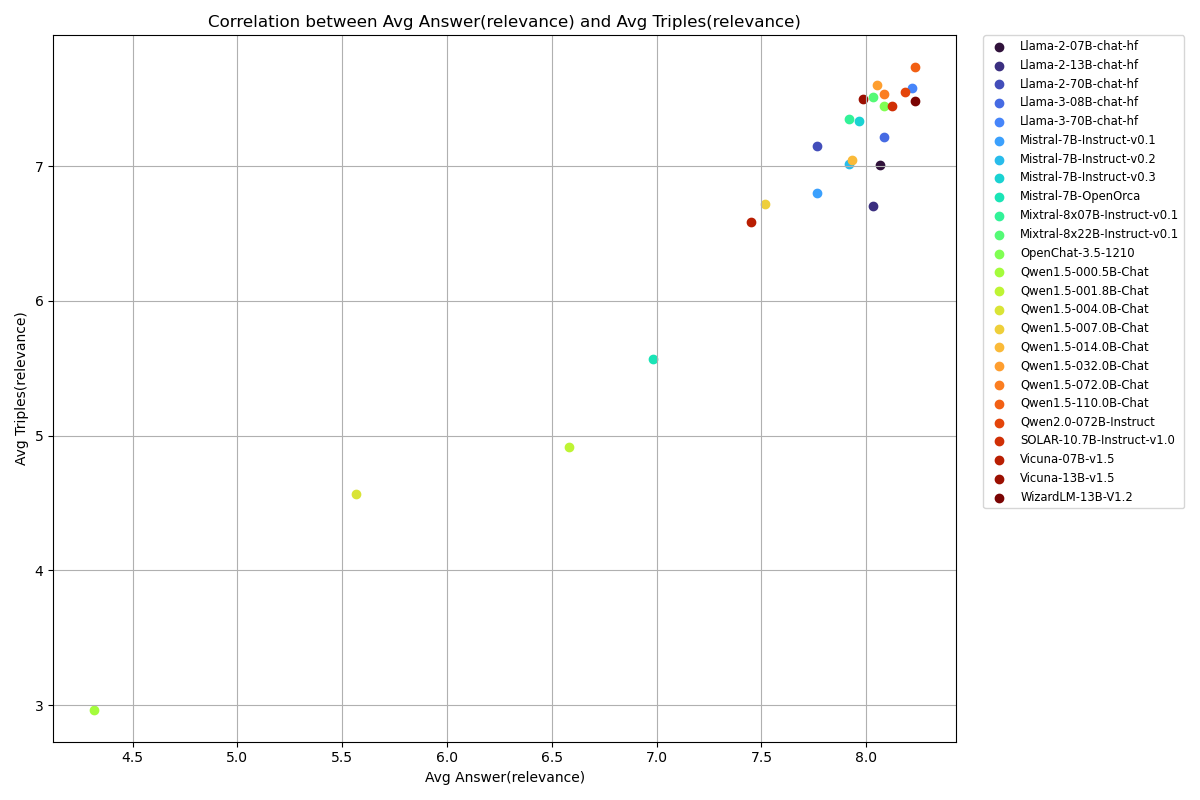 Correlation between Avg Answer(relevance) and Avg Triples(relevance)
Avg Triples(relevance)
7
6
5
4
3
4.5 5.0 5.5 6.0 6.5 7.0 7.5 8.0
Avg Answer(relevance)
Llama-2-07B-chat-hf
Llama-2-13B-chat-hf
Llama-2-70B-chat-hf
Llama-3-08B-chat-hf
Llama-3-70B-chat-hf
Mistral-7B-Instruct-v0.1
Mistral-7B-Instruct-v0.2
Mistral-7B-Instruct-v0.3
Mistral-7B-OpenOrca
Mixtral-8x07B-Instruct-v0.1
Mixtral-8x22B-Instruct-v0.1
OpenChat-3.5-1210
Qwen1.5-000.5B-Chat
Qwen1.5-001.8B-Chat
Qwen1.5-004.0B-Chat
Qwen1.5-007.0B-Chat
Qwen1.5-014.0B-Chat
Qwen1.5-032.0B-Chat
Qwen1.5-072.0B-Chat
Qwen1.5-110.0B-Chat
Qwen2.0-072B-Instruct
SOLAR-10.7B-Instruct-v1.0
Vicuna-07B-v1.5
Vicuna-13B-v1.5
WizardLM-13B-V1.2